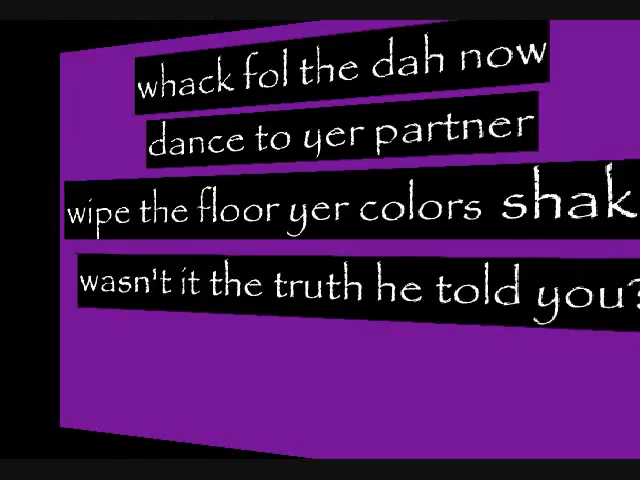 whack fol the dah now
dance to yer partner
wipe the floor yer colors shak
wasn't it the truth he told you?